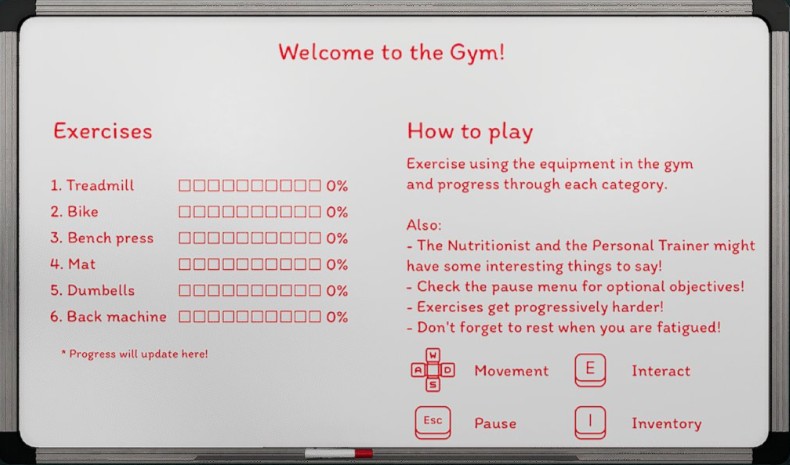 Welcome to the Gym!
Exercises
1. Treadmill 0%
2. Bike 0%
3. Bench press 0%
4. Mat 0%
5. Dumbells 0%
6. Back machine 0%
* Progress will update here!
How to play
Exercise using the equipment in the gym
and progress through each category.
Also:
- The Nutritionist and the Personal Trainer might
have some interesting things to say!
- Check the pause menu for optional objectives!
- Exercises get progressively harder!
- Don't forget to rest when you are fatigued!
W
A D Movement
S
E Interact
Esc Pause
I Inventory